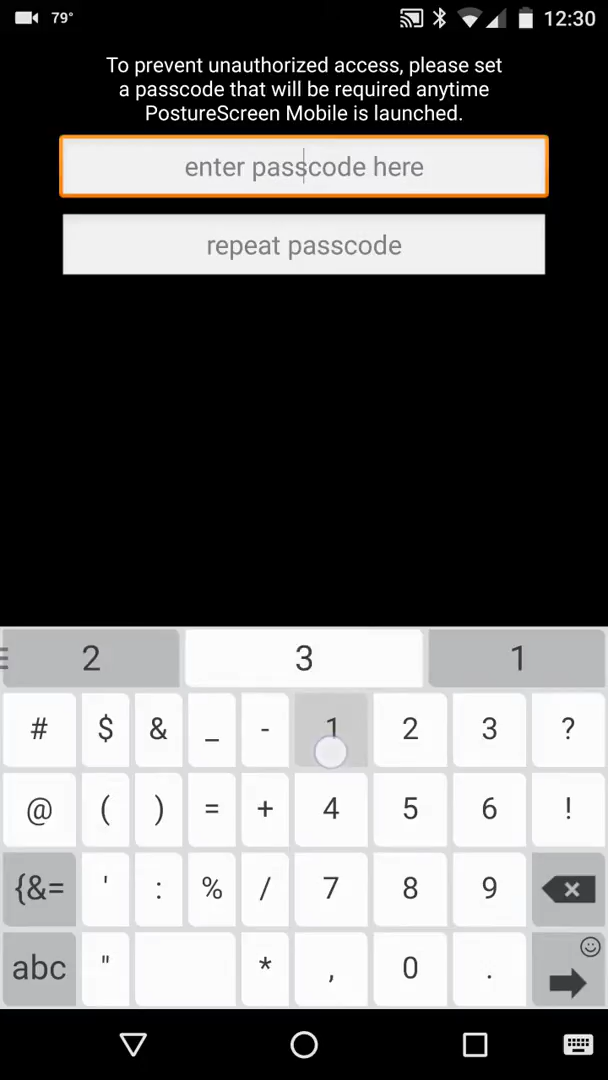 79°
12:30
To prevent unauthorized access, please set
a passcode that will be required anytime
PostureScreen Mobile is launched.
enter passcode here
repeat passcode
2 3 1
# $ & _ - 1 2 3 ?
@ ( ) = + 4 5 6 !
{&= ' : % / 7 8 9
abc " * , 0 .